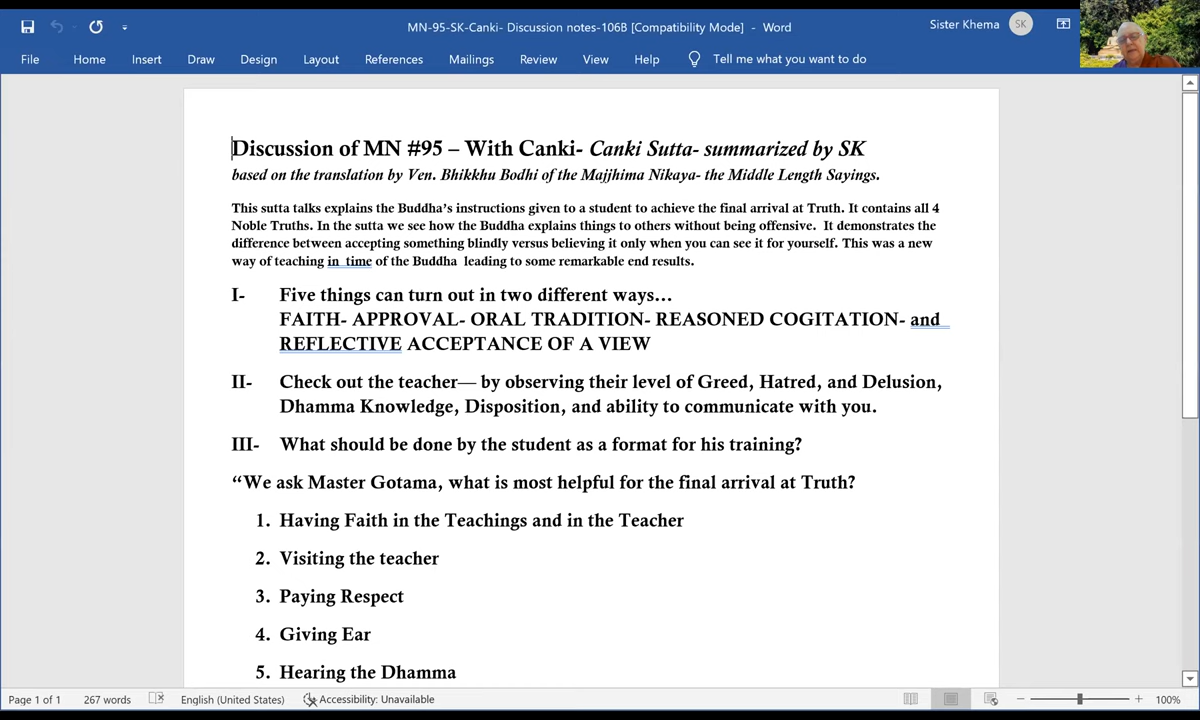 MN-95-SK-Canki- Discussion notes-106B [Compatibility Mode] - Word
Sister Khema
SK
File Home Insert Draw Design Layout References Mailings Review View Help Tell me what you want to do
Discussion of MN #95 – With Canki- Canki Sutta- summarized by SK
based on the translation by Ven. Bhikkhu Bodhi of the Majjhima Nikaya- the Middle Length Sayings.
This sutta talks explains the Buddha's instructions given to a student to achieve the final arrival at Truth. It contains all 4
Noble Truths. In the sutta we see how the Buddha explains things to others without being offensive. It demonstrates the
difference between accepting something blindly versus believing it only when you can see it for yourself. This was a new
way of teaching in time of the Buddha leading to some remarkable end results.
I- Five things can turn out in two different ways…
FAITH- APPROVAL- ORAL TRADITION- REASONED COGITATION- and
REFLECTIVE ACCEPTANCE OF A VIEW
II- Check out the teacher— by observing their level of Greed, Hatred, and Delusion,
Dhamma Knowledge, Disposition, and ability to communicate with you.
III- What should be done by the student as a format for his training?
“We ask Master Gotama, what is most helpful for the final arrival at Truth?
1. Having Faith in the Teachings and in the Teacher
2. Visiting the teacher
3. Paying Respect
4. Giving Ear
5. Hearing the Dhamma
Page 1 of 1 267 words English (United States) Accessibility: Unavailable 100%